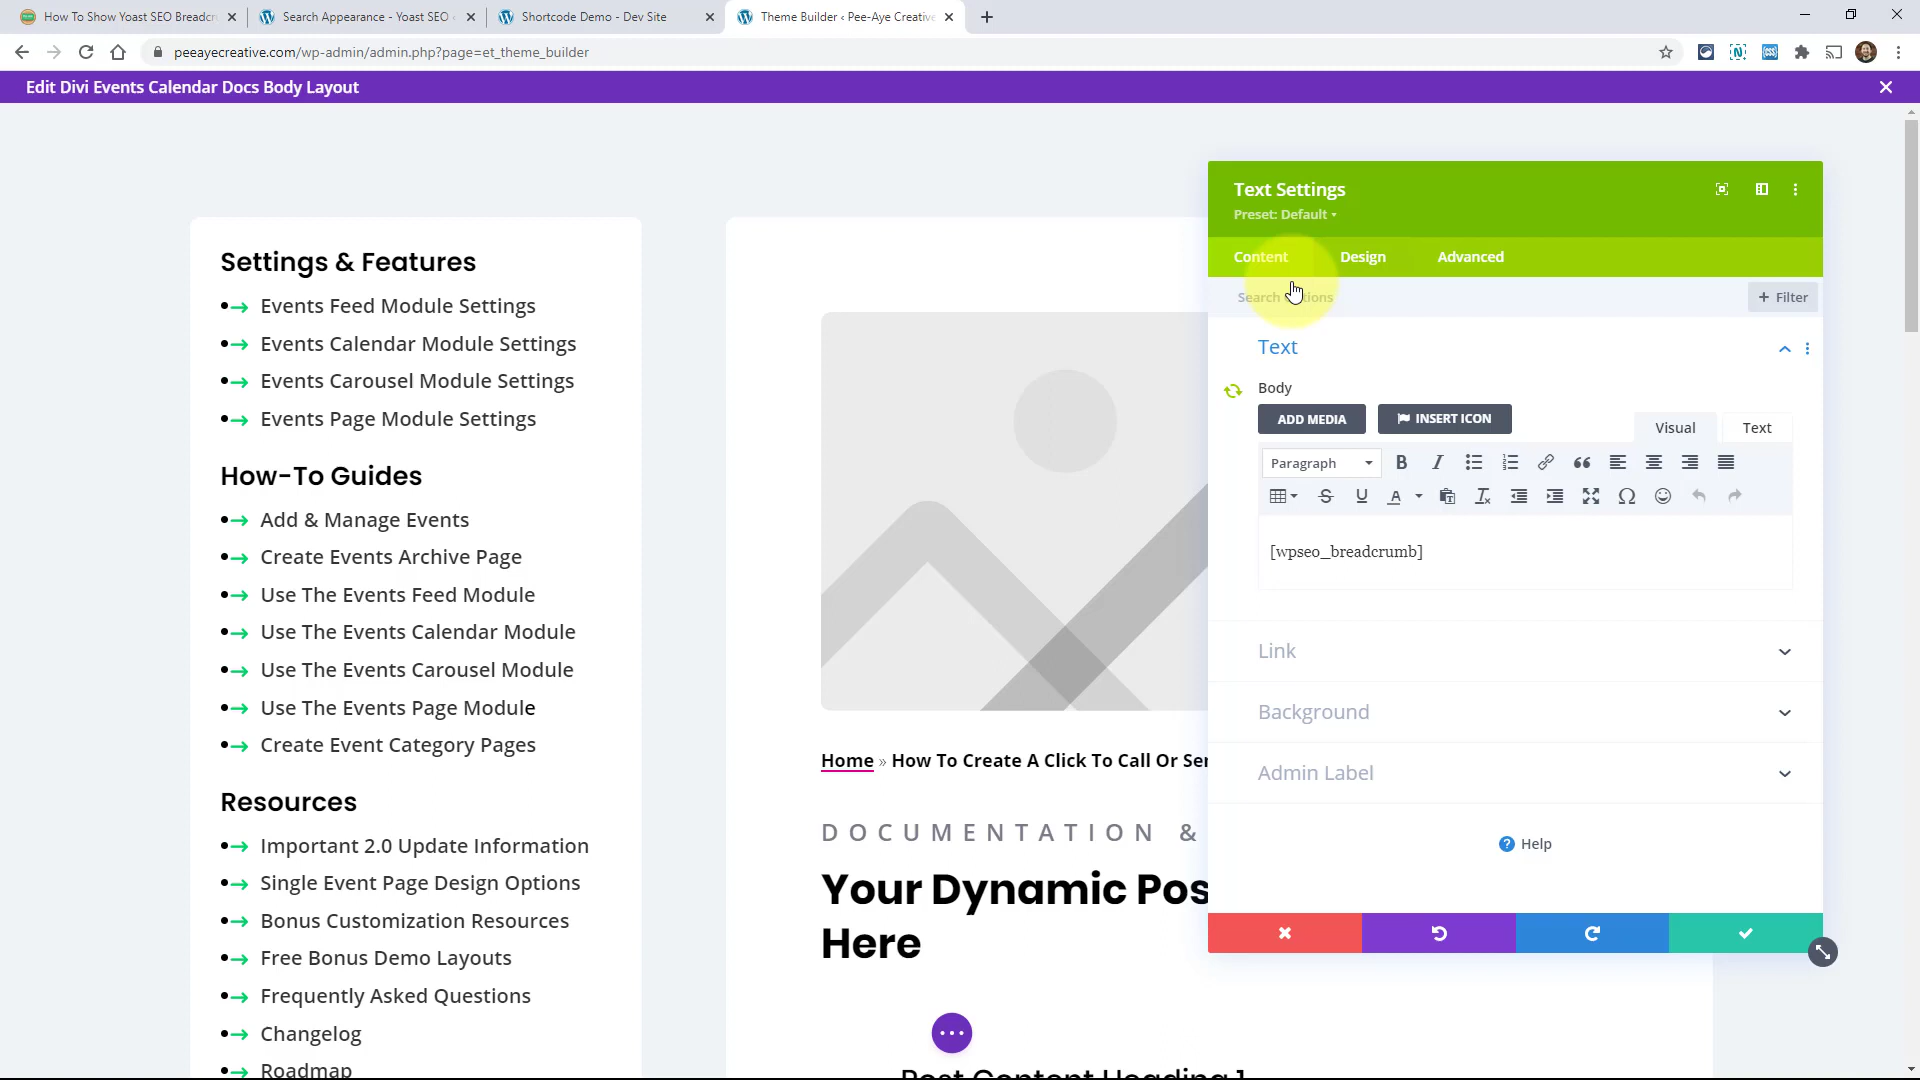 How To Show Yoast SEO Breadcr
Search Appearance - Yoast SEO
Shortcode Demo - Dev Site
Theme Builder ‹ Pee-Aye Creative
peeayecreative.com/wp-admin/admin.php?page=et_theme_builder
Edit Divi Events Calendar Docs Body Layout
Settings & Features
Events Feed Module Settings
Events Calendar Module Settings
Events Carousel Module Settings
Events Page Module Settings
How-To Guides
Add & Manage Events
Create Events Archive Page
Use The Events Feed Module
Use The Events Calendar Module
Use The Events Carousel Module
Use The Events Page Module
Create Event Category Pages
Resources
Important 2.0 Update Information
Single Event Page Design Options
Bonus Customization Resources
Free Bonus Demo Layouts
Frequently Asked Questions
Changelog
Roadmap
Home » How To Create A Click To Call Or Ser
DOCUMENTATION &
Your Dynamic Pos
Here
Post Content Heading 1
Text Settings
Preset: Default
Content
Design
Advanced
Search Options
+ Filter
Text
Body
ADD MEDIA
INSERT ICON
Visual
Text
Paragraph
[wpseo_breadcrumb]
Link
Background
Admin Label
? Help